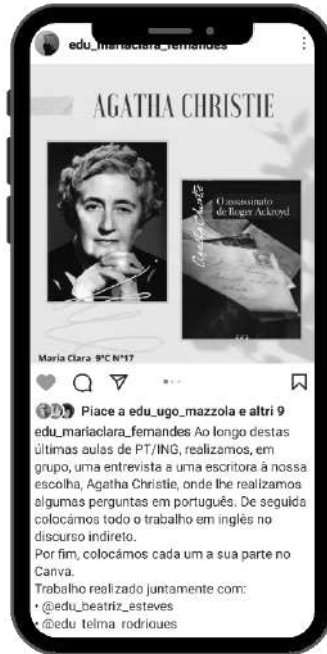 edu_mariaclara_fernandes
AGATHA CHRISTIE
Agatha Christie
O assassinato
de Roger Ackroyd
Maria Clara 9ºC Nº17
Piace a edu_ugo_mazzola e altri 9
edu_mariaclara_fernandes Ao longo destas
últimas aulas de PT/ING, realizamos, em
grupo, uma entrevista a uma escritora à nossa
escolha, Agatha Christie, onde lhe realizamos
algumas perguntas em português. De seguida
colocámos todo o trabalho em inglês no
discurso indireto.
Por fim, colocámos cada um a sua parte no
Canva.
Trabalho realizado juntamente com:
• @edu_beatriz_esteves
• @edu_telma_rodrigues